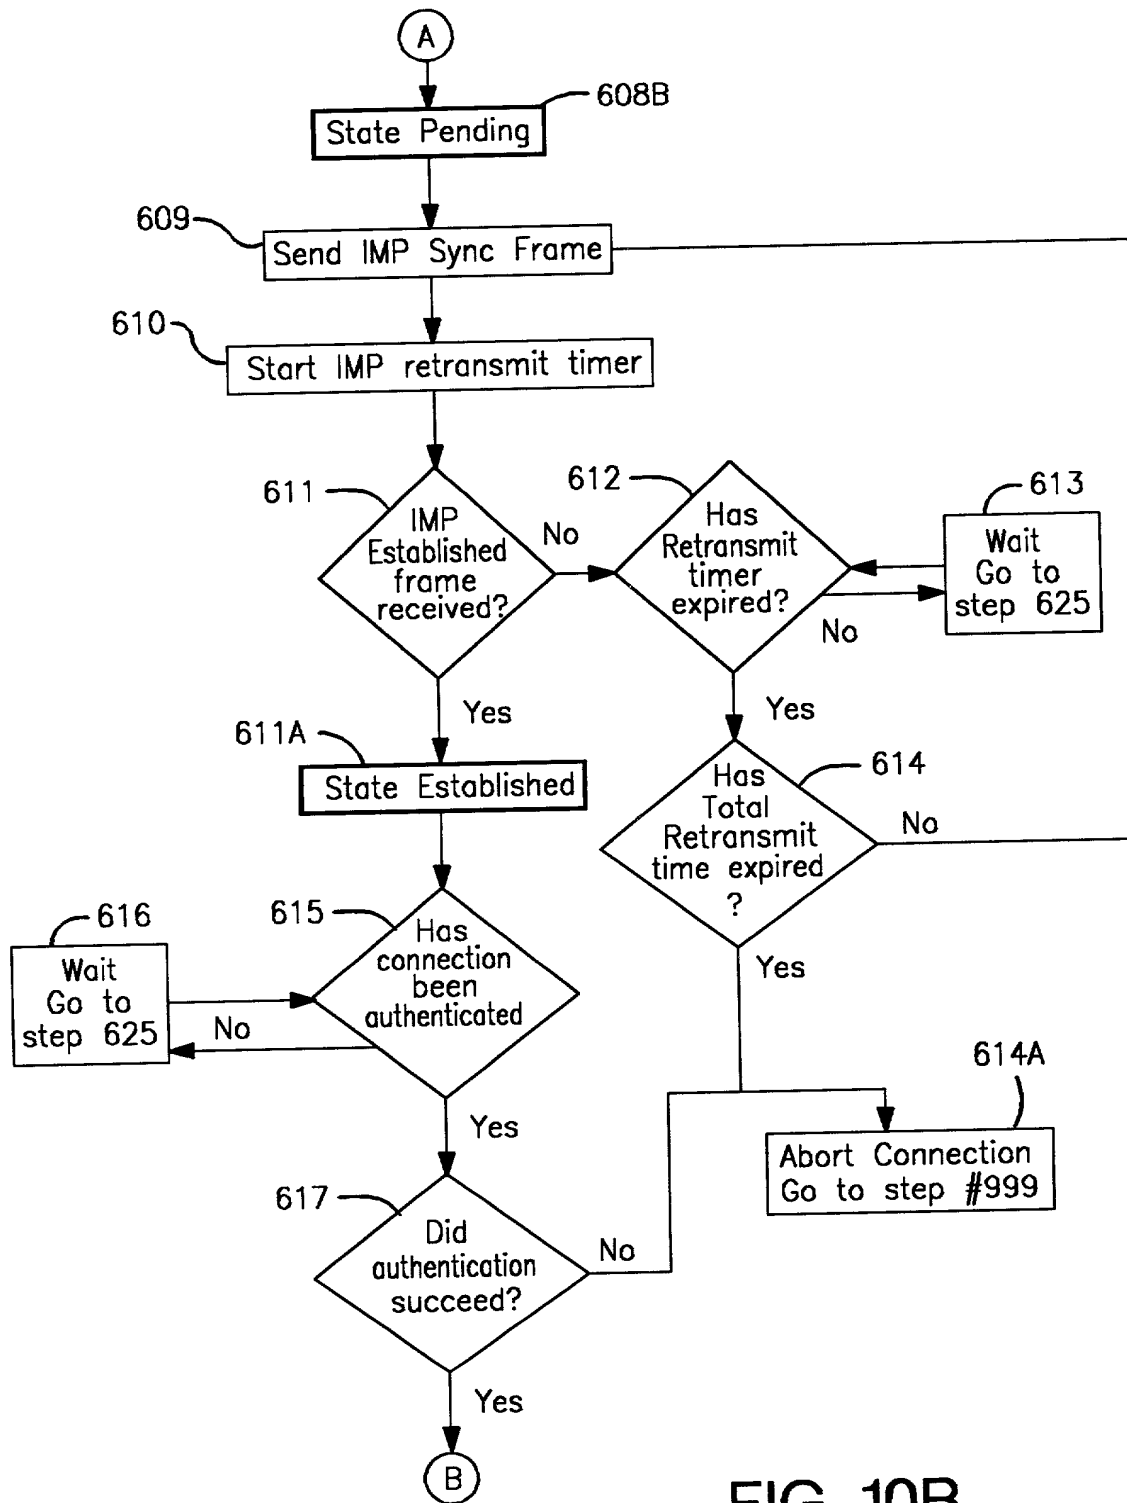 A
608B
State Pending
609
Send IMP Sync Frame
610
Start IMP retransmit timer
611
IMP
Established
frame
received?
No
612
Has
Retransmit
timer
expired?
No
613
Wait
Go to
step 625
Yes
Yes
611A
State Established
614
Has
Total
Retransmit
time expired
?
No
616
Wait
Go to
step 625
615
Has
connection
been
authenticated
No
Yes
614A
Abort Connection
Go to step #999
Yes
617
Did
authentication
succeed?
No
Yes
B
FIG. 10B